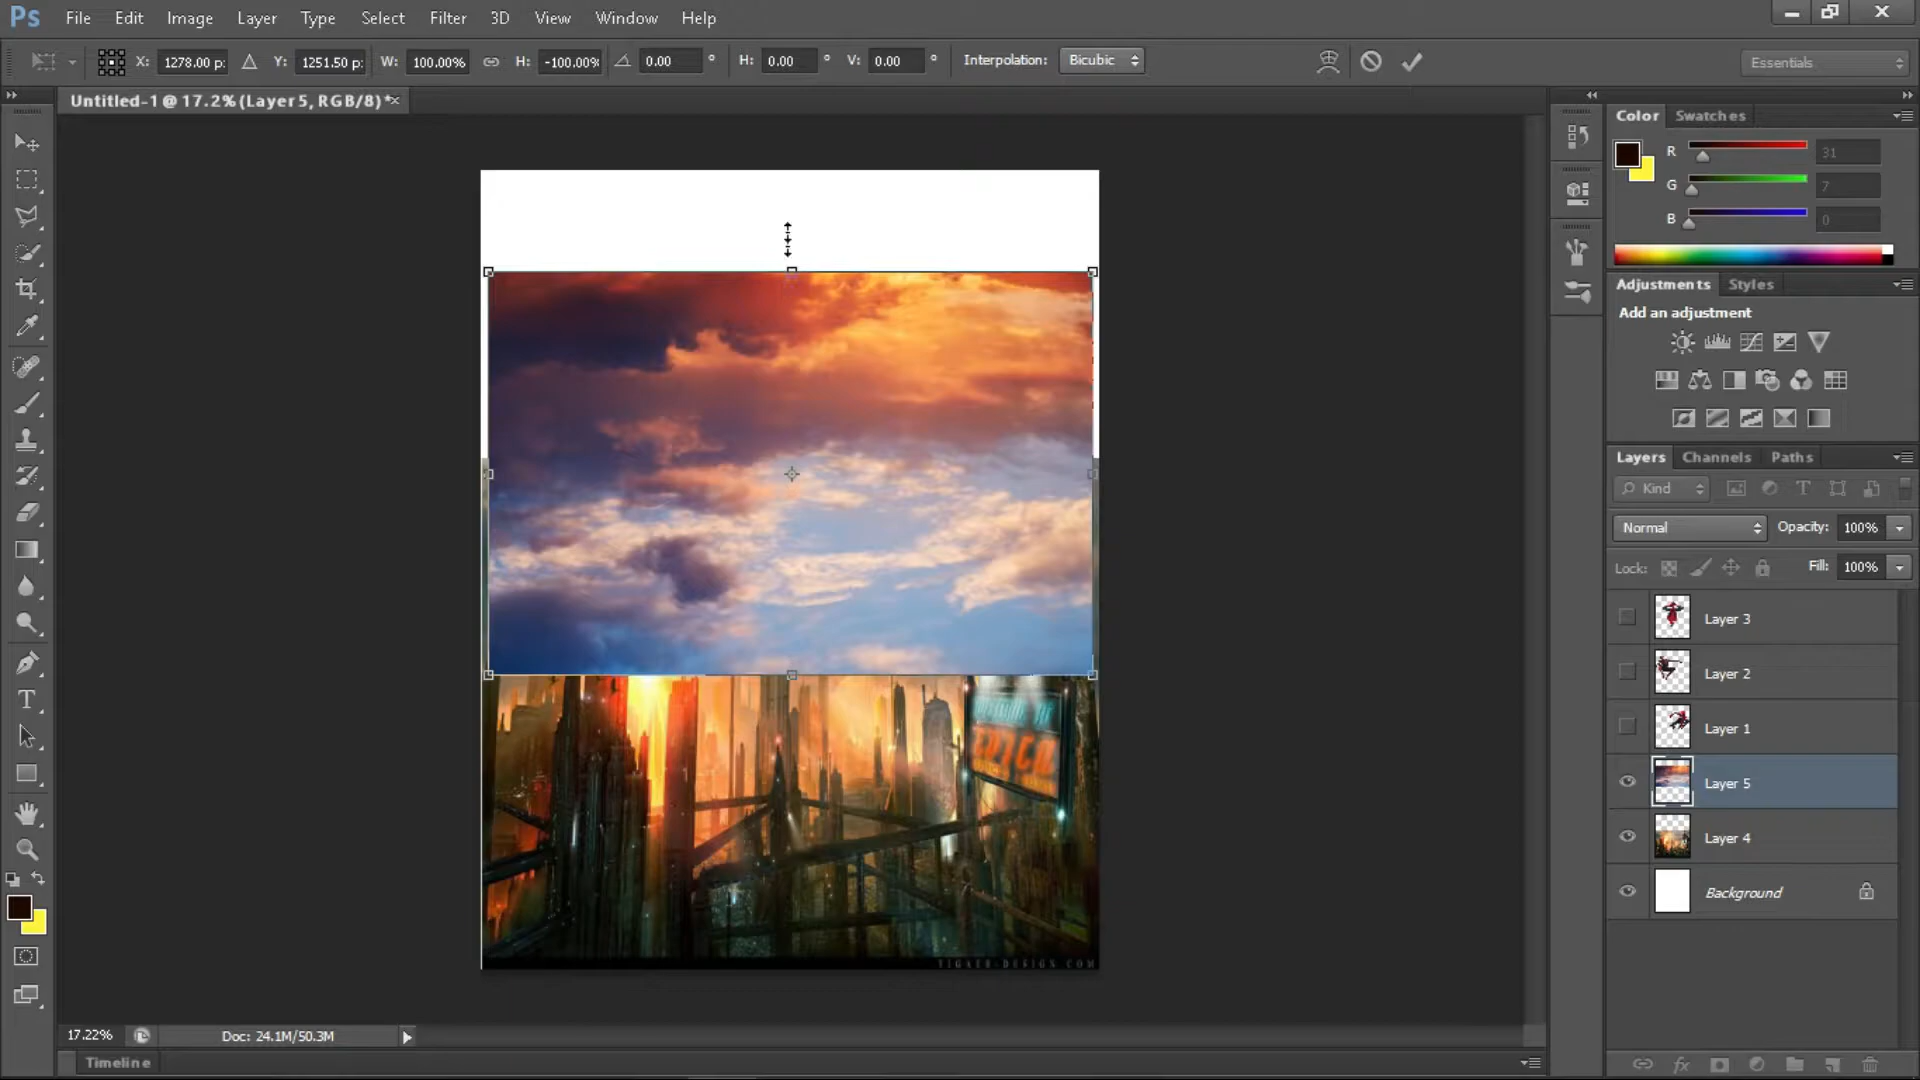 Ps File Edit Image Layer Type Select Filter 3D View Window Help
X: 1278.00 p: Y: 1251.50 p: W: 100.00% H: -100.00% 0.00 ° H: 0.00 ° V: 0.00 ° Interpolation: Bicubic Essentials
Untitled-1 @ 17.2% (Layer 5, RGB/8) *
Color Swatches
R 31
G 7
B 0
Adjustments Styles
Add an adjustment
Layers Channels Paths
Kind
Normal Opacity: 100%
Lock: Fill: 100%
Layer 3
Layer 2
Layer 1
Layer 5
Layer 4
Background
17.22% Doc: 24.1M/50.3M
Timeline